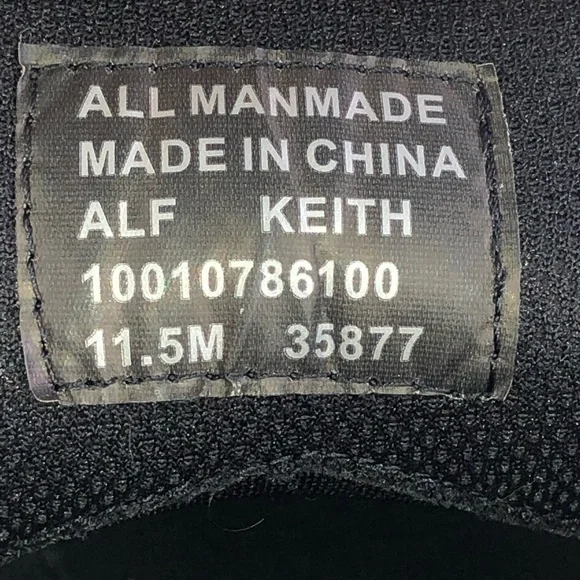 ALL MANMADE
MADE IN CHINA
ALF KEITH
10010786100
11.5M 35877